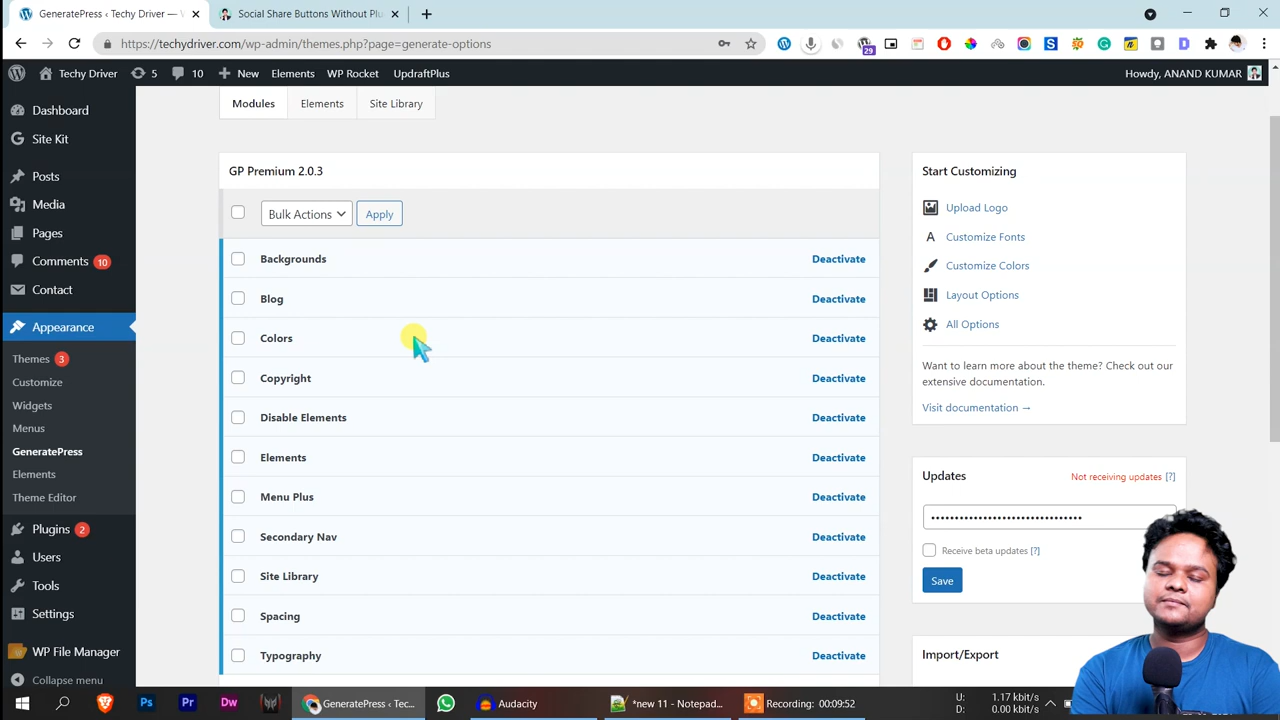 GeneratePress ‹ Techy Driver —
Social Share Buttons Without Plu
https://techydriver.com/wp-admin/themes.php?page=generate-options
29
Techy Driver
5
10
New
Elements
WP Rocket
UpdraftPlus
Howdy, ANAND KUMAR
Dashboard
Site Kit
Posts
Media
Pages
Comments 10
Contact
Appearance
Themes 3
Customize
Widgets
Menus
GeneratePress
Elements
Theme Editor
Plugins 2
Users
Tools
Settings
WP File Manager
Collapse menu
Modules
Elements
Site Library
GP Premium 2.0.3
Bulk Actions
Apply
Backgrounds Deactivate
Blog Deactivate
Colors Deactivate
Copyright Deactivate
Disable Elements Deactivate
Elements Deactivate
Menu Plus Deactivate
Secondary Nav Deactivate
Site Library Deactivate
Spacing Deactivate
Typography Deactivate
Start Customizing
Upload Logo
Customize Fonts
Customize Colors
Layout Options
All Options
Want to learn more about the theme? Check out our
extensive documentation.
Visit documentation →
Updates
Not receiving updates [?]
Receive beta updates [?]
Save
Import/Export
Ps
Pr
Dw
GeneratePress ‹ Tec...
Audacity
*new 11 - Notepad...
Recording: 00:09:52
U: 1.17 kbit/s
D: 0.00 kbit/s